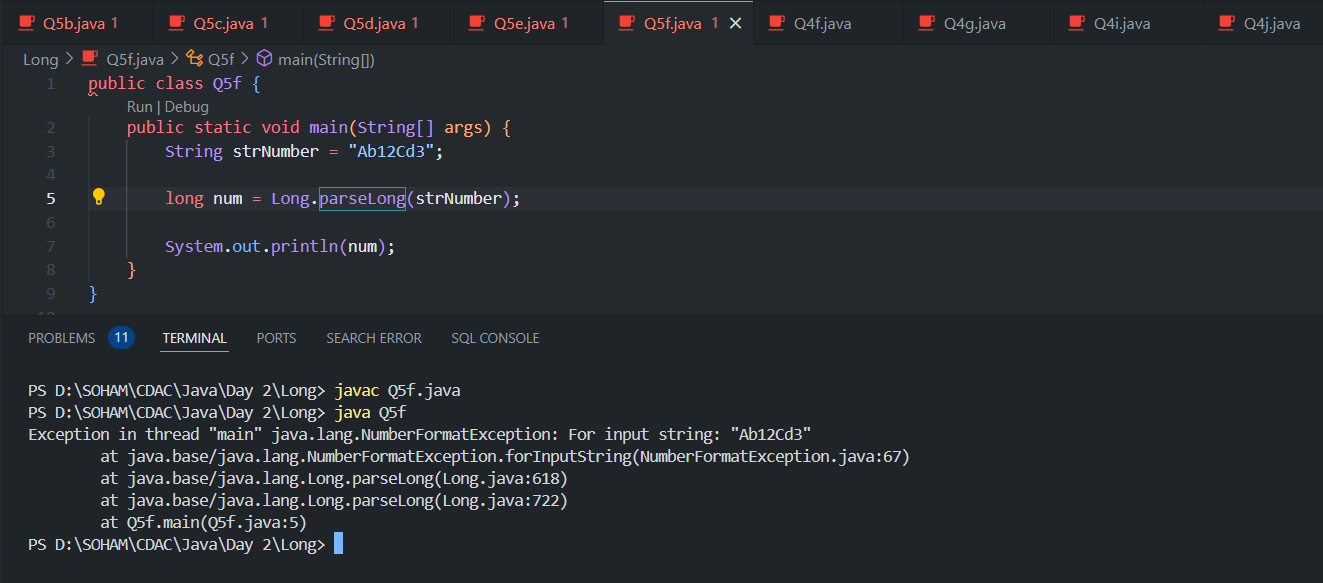 Q5b.java 1 Q5c.java 1 Q5d.java 1 Q5e.java 1 Q5f.java 1 Q4f.java Q4g.java Q4i.java Q4j.java
Long > Q5f.java > Q5f > main(String[])
1 public class Q5f {
Run | Debug
2 public static void main(String[] args) {
3 String strNumber = "Ab12Cd3";
4
5 long num = Long.parseLong(strNumber);
6
7 System.out.println(num);
8 }
9 }
10
PROBLEMS 11 TERMINAL PORTS SEARCH ERROR SQL CONSOLE
PS D:\SOHAM\CDAC\Java\Day 2\Long> javac Q5f.java
PS D:\SOHAM\CDAC\Java\Day 2\Long> java Q5f
Exception in thread "main" java.lang.NumberFormatException: For input string: "Ab12Cd3"
at java.base/java.lang.NumberFormatException.forInputString(NumberFormatException.java:67)
at java.base/java.lang.Long.parseLong(Long.java:618)
at java.base/java.lang.Long.parseLong(Long.java:722)
at Q5f.main(Q5f.java:5)
PS D:\SOHAM\CDAC\Java\Day 2\Long>